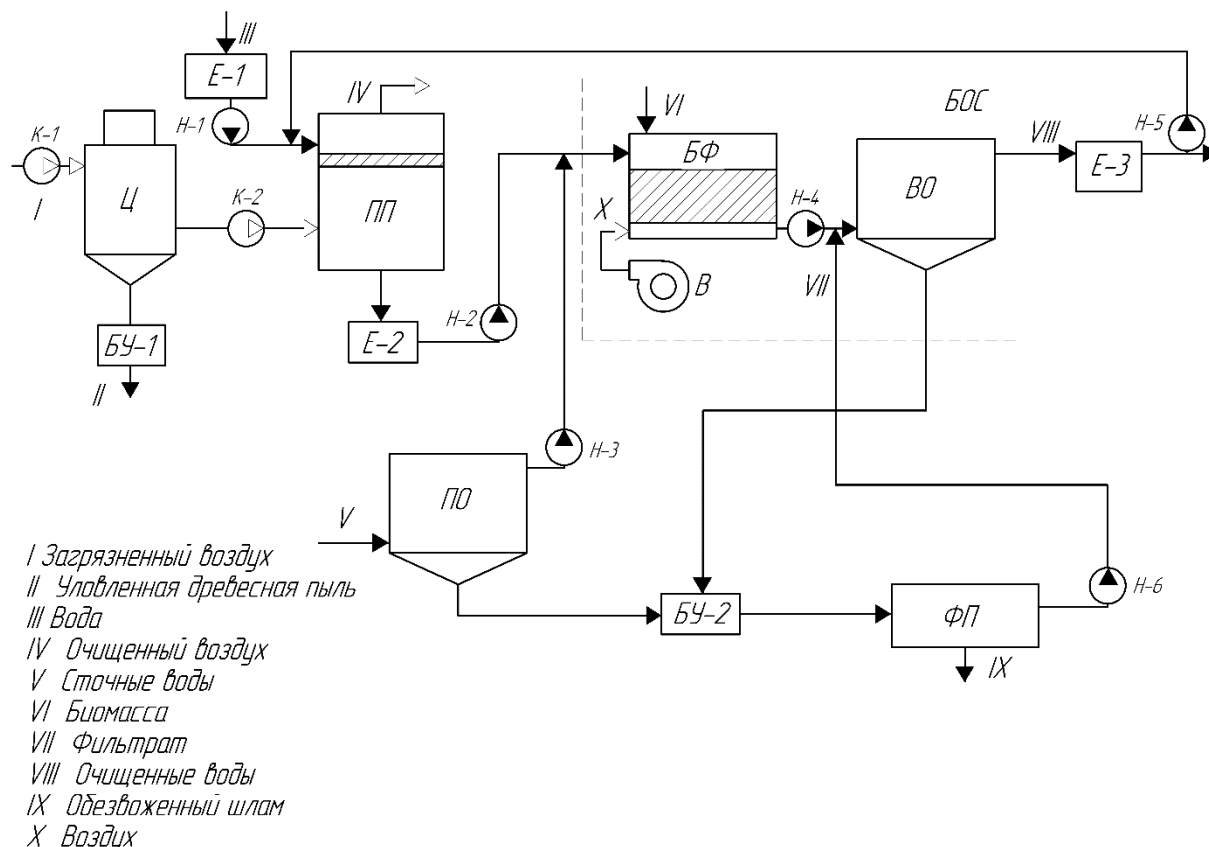 III
Е-1
IV
К-1
Н-1
I
Ц
К-2
ПП
VI
БФ
X
В
Н-4
VII
БОС
ВО
VIII
Е-3
Н-5
БУ-1
II
Е-2
Н-2
Н-3
ПО
V
БУ-2
ФП
IX
Н-6
I Загрязненный воздух
II Уловленная древесная пыль
III Вода
IV Очищенный воздух
V Сточные воды
VI Биомасса
VII Фильтрат
VIII Очищенные воды
IX Обезвоженный шлам
X Воздих